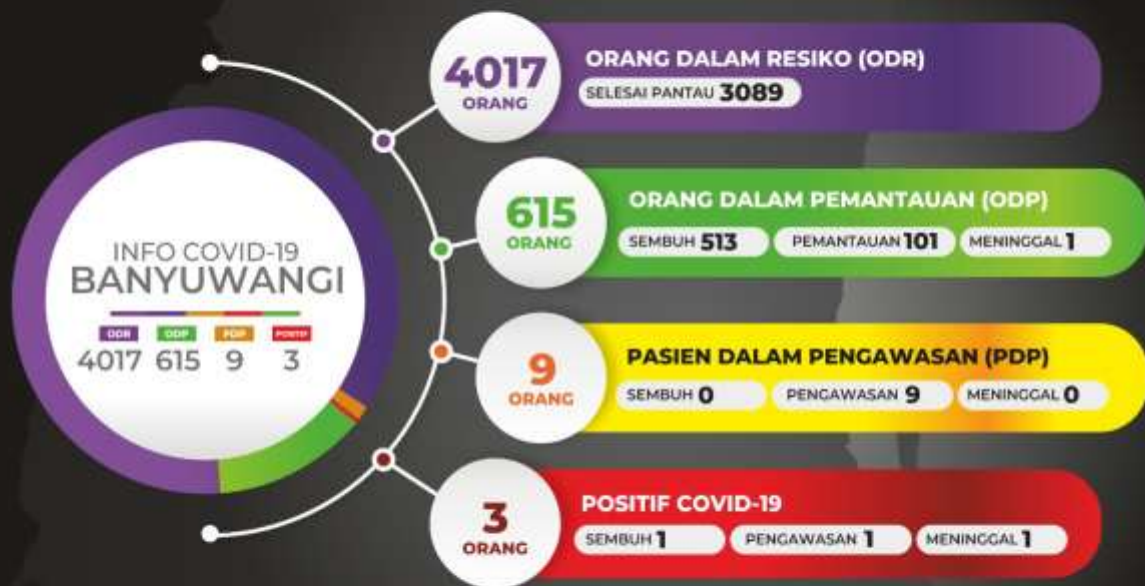 INFO COVID-19
BANYUWANGI
ODR ODP PDP POSITIF
4017 615 9 3
4017
ORANG
ORANG DALAM RESIKO (ODR)
SELESAI PANTAU 3089
615
ORANG
ORANG DALAM PEMANTAUAN (ODP)
SEMBUH 513 PEMANTAUAN 101 MENINGGAL 1
9
ORANG
PASIEN DALAM PENGAWASAN (PDP)
SEMBUH 0 PENGAWASAN 9 MENINGGAL 0
3
ORANG
POSITIF COVID-19
SEMBUH 1 PENGAWASAN 1 MENINGGAL 1